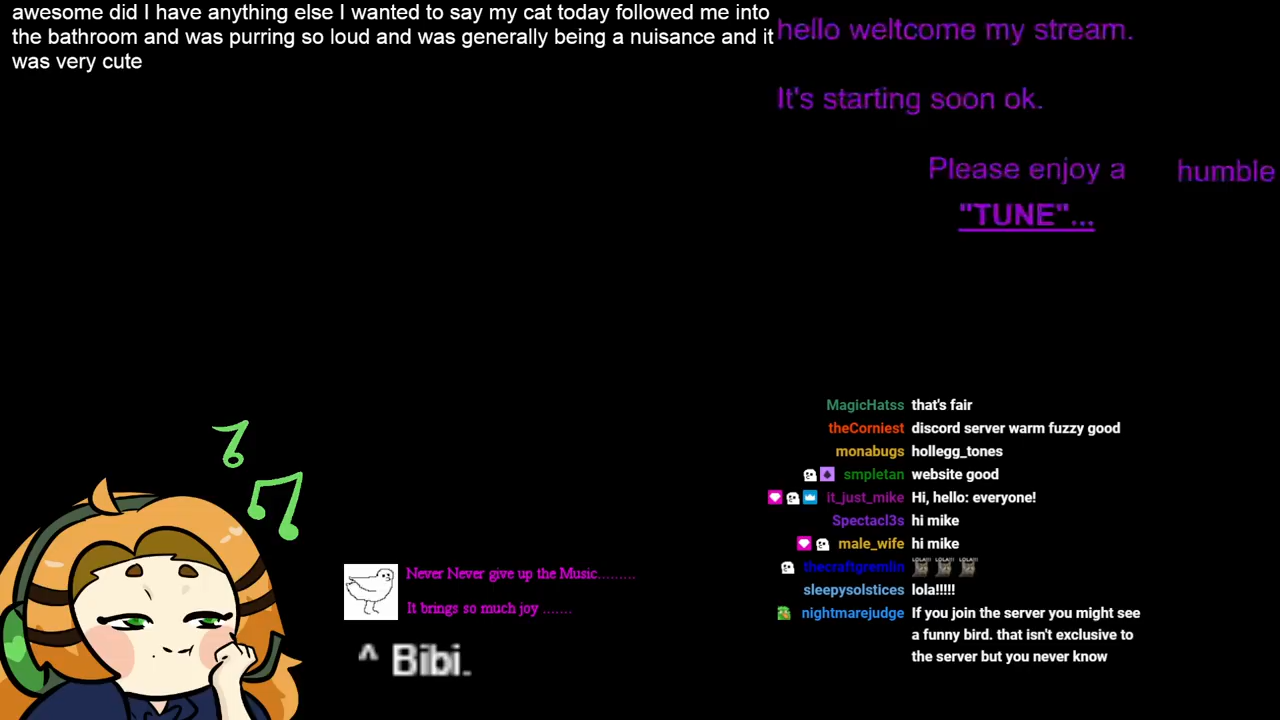 awesome did I have anything else I wanted to say my cat today followed me into
the bathroom and was purring so loud and was generally being a nuisance and it
was very cute
hello weltcome my stream.
It's starting soon ok.
Please enjoy a humble
"TUNE"...
MagicHatss that's fair
theCorniest discord server warm fuzzy good
monabugs hollegg_tones
smpletan website good
it_just_mike Hi, hello: everyone!
Spectacl3s hi mike
male_wife hi mike
thecraftgremlin LOLA!!! LOLA!!! LOLA!!!
sleepysolstices lola!!!!!
nightmarejudge If you join the server you might see
a funny bird. that isn't exclusive to
the server but you never know
Never Never give up the Music.........
It brings so much joy .......
^ Bibi.